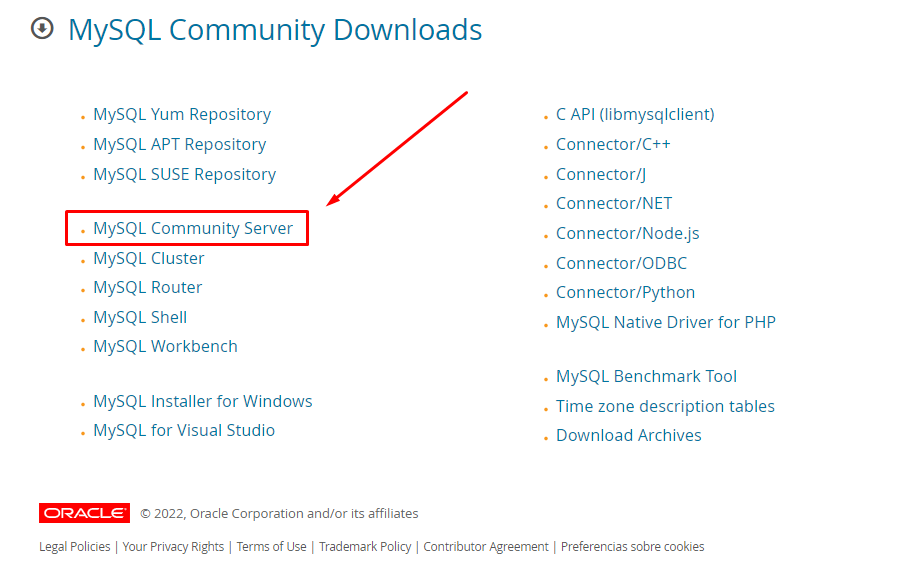 MySQL Community Downloads
MySQL Yum Repository
MySQL APT Repository
MySQL SUSE Repository
MySQL Community Server
MySQL Cluster
MySQL Router
MySQL Shell
MySQL Workbench
MySQL Installer for Windows
MySQL for Visual Studio
C API (libmysqlclient)
Connector/C++
Connector/J
Connector/NET
Connector/Node.js
Connector/ODBC
Connector/Python
MySQL Native Driver for PHP
MySQL Benchmark Tool
Time zone description tables
Download Archives
ORACLE © 2022, Oracle Corporation and/or its affiliates
Legal Policies | Your Privacy Rights | Terms of Use | Trademark Policy | Contributor Agreement | Preferencias sobre cookies